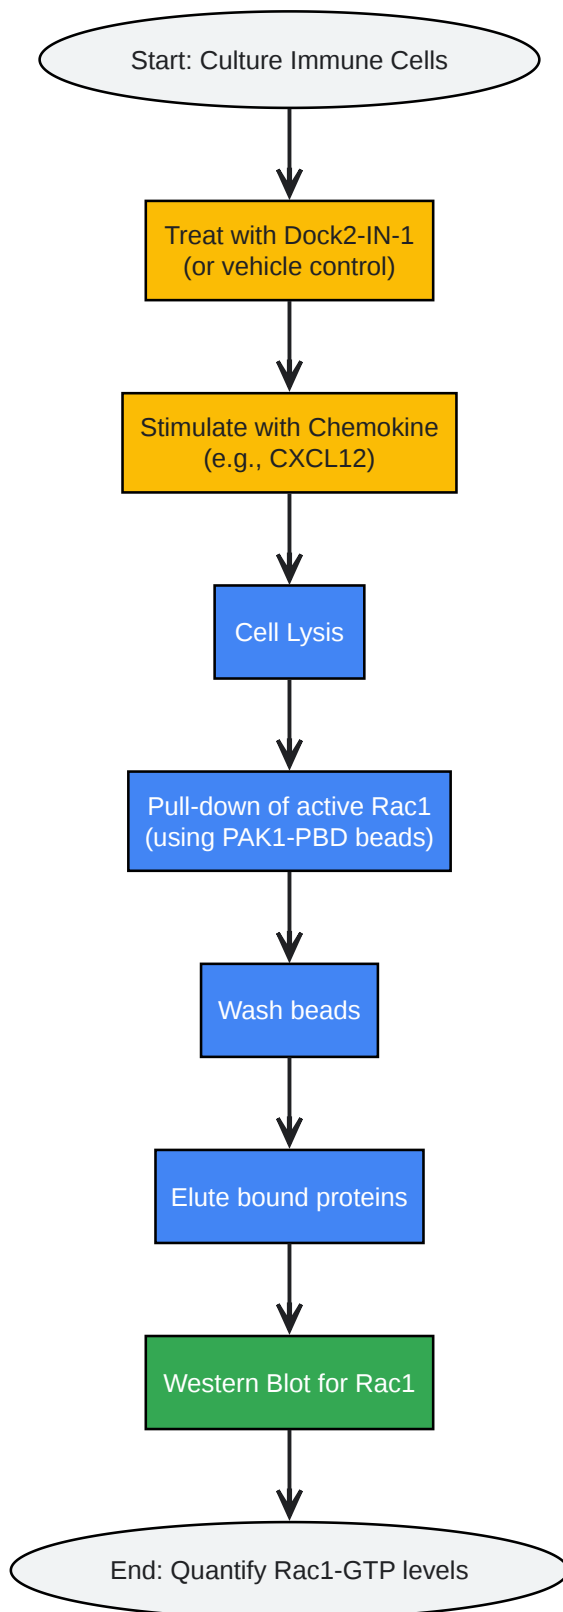 Start: Culture Immune Cells
Treat with Dock2-IN-1
(or vehicle control)
Stimulate with Chemokine
(e.g., CXCL12)
Cell Lysis
Pull-down of active Rac1
(using PAK1-PBD beads)
Wash beads
Elute bound proteins
Western Blot for Rac1
End: Quantify Rac1-GTP levels